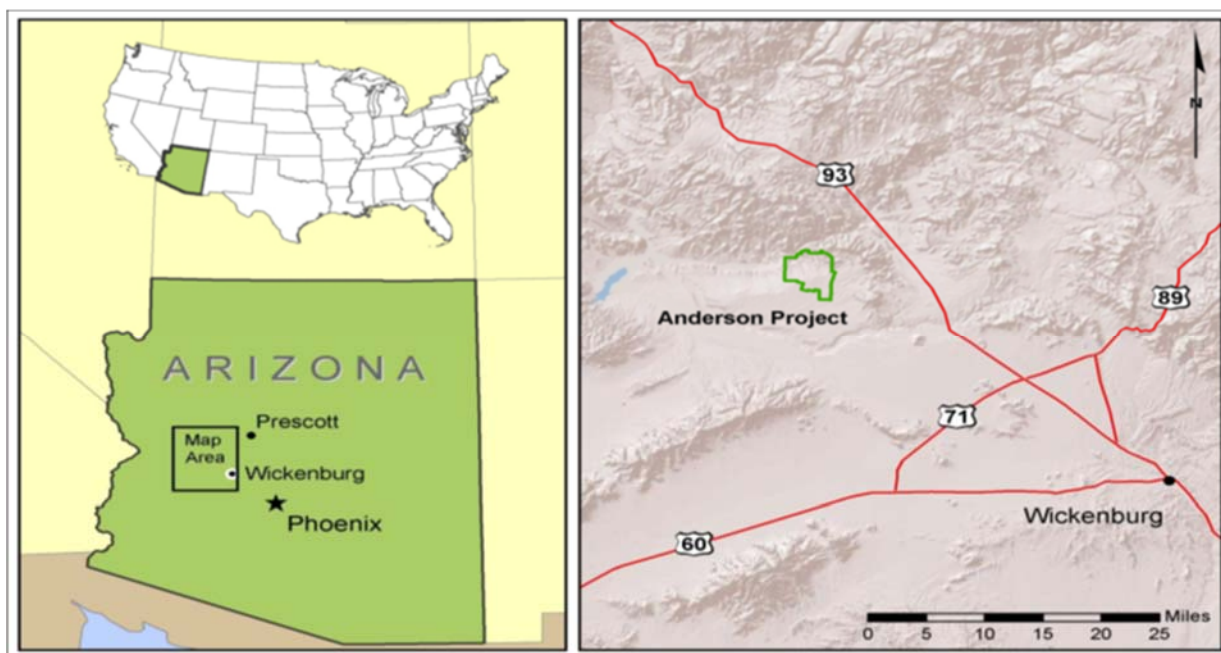 ARIZONA
Prescott
Map
Area
Wickenburg
Phoenix
N
93
Anderson Project
89
71
Wickenburg
60
Miles
0 5 10 15 20 25